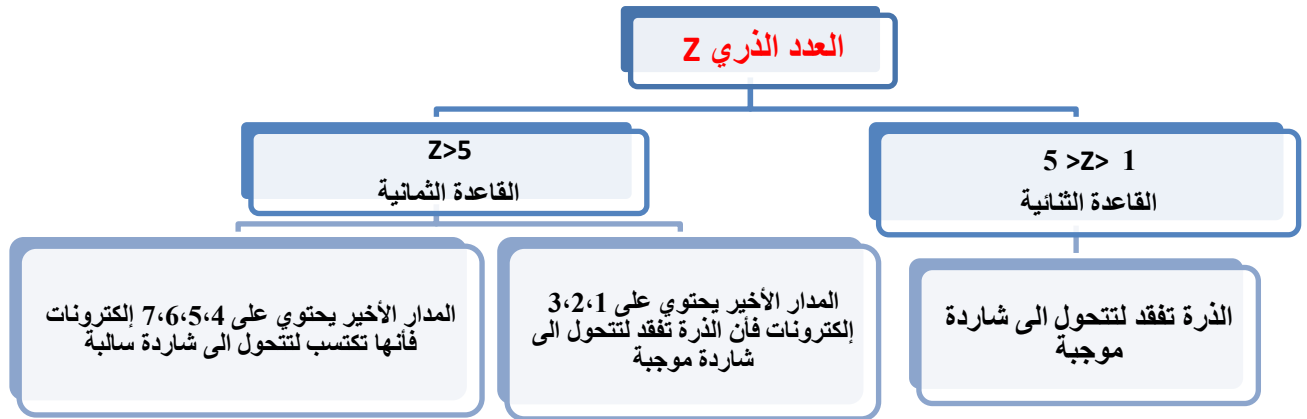 العدد الذري Z
5 >Z> 1
القاعدة الثنائية
Z>5
القاعدة الثمانية
الذرة تفقد لتتحول الى شاردة
موجبة
المدار الأخير يحتوي على 3،2،1
إلكترونات فأن الذرة تفقد لتتحول الى
شاردة موجبة
المدار الأخير يحتوي على 7،6،5،4 إلكترونات
فأنها تكتسب لتتحول الى شاردة سالبة